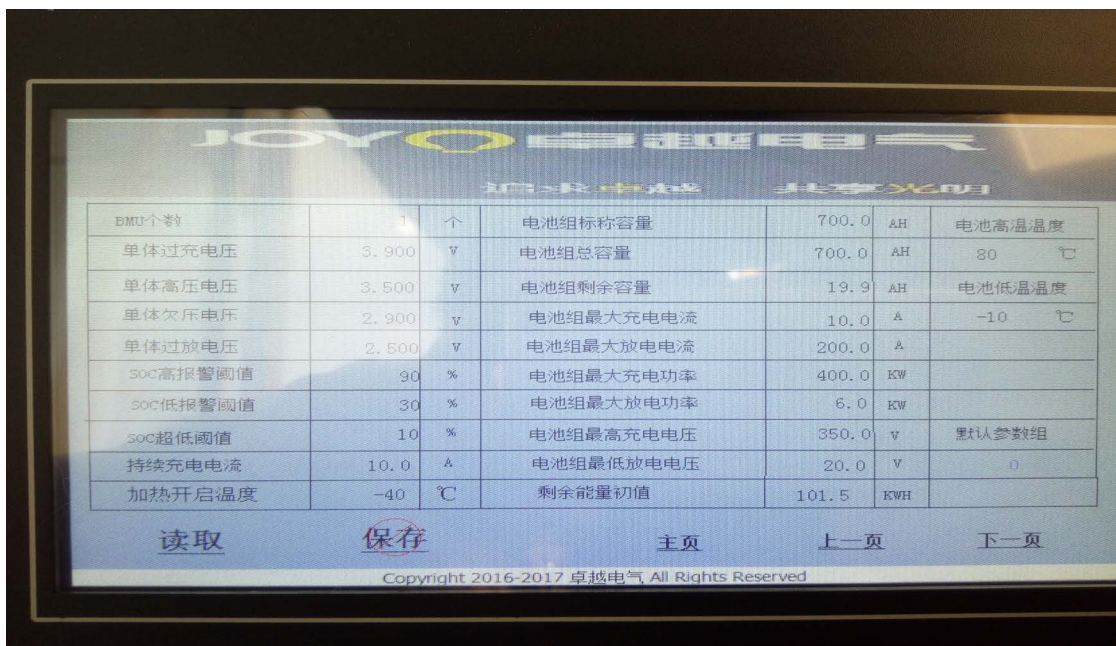 JOYO卓越电气
追求卓越 共享光明
BMU个数 1 个 电池组标称容量 700.0 AH 电池高温温度
单体过充电压 3.900 V 电池组总容量 700.0 AH 80 ℃
单体高压电压 3.500 V 电池组剩余容量 19.9 AH 电池低温温度
单体欠压电压 2.900 V 电池组最大充电电流 10.0 A -10 ℃
单体过放电压 2.500 V 电池组最大放电电流 200.0 A
SOC高报警阈值 90 % 电池组最大充电功率 400.0 KW
SOC低报警阈值 30 % 电池组最大放电功率 6.0 KW
SOC超低阈值 10 % 电池组最高充电电压 350.0 V 默认参数组
持续充电电流 10.0 A 电池组最低放电电压 20.0 V 0
加热开启温度 -40 ℃ 剩余能量初值 101.5 KWH
读取 保存 主页 上一页 下一页
Copyright 2016-2017 卓越电气 All Rights Reserved